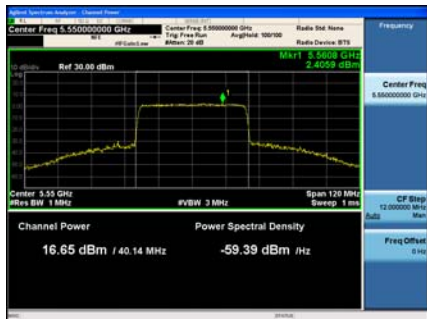 Agilent Spectrum Analyzer - Channel Power
Center Freq 5.550000000 GHz
#IFGain:Low
Center Freq: 5.550000000 GHz
Trig: Free Run
Avg|Hold: 100/100
#Atten: 20 dB
Radio Std: None
Radio Device: BTS
Frequency
Mkr1 5.5608 GHz
2.4059 dBm
10 dB/div
Ref 30.00 dBm
Log
1
Center Freq
5.550000000 GHz
Center 5.55 GHz
Span 120 MHz
#Res BW 1 MHz
#VBW 3 MHz
Sweep 1 ms
CF Step
12.000000 MHz
Auto
Man
Channel Power
Power Spectral Density
16.65 dBm / 40.14 MHz
-59.39 dBm /Hz
Freq Offset
0 Hz
MSG
STATUS